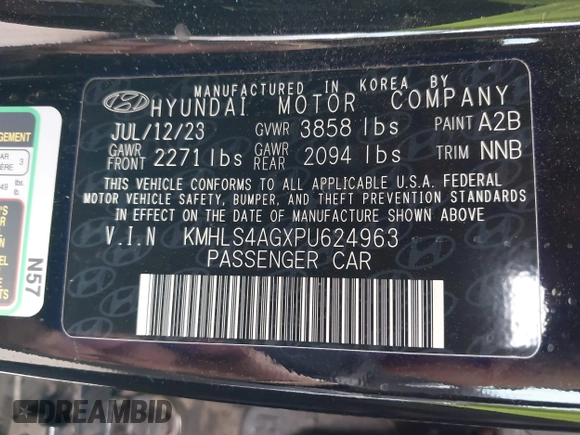 MANUFACTURED IN KOREA BY
HYUNDAI MOTOR COMPANY
JUL/12/23 GVWR 3858 lbs PAINT A2B
GAWR FRONT 2271 lbs GAWR REAR 2094 lbs TRIM NNB
THIS VEHICLE CONFORMS TO ALL APPLICABLE U.S.A. FEDERAL
MOTOR VEHICLE SAFETY, BUMPER, AND THEFT PREVENTION STANDARDS
IN EFFECT ON THE DATE OF MANUFACTURE SHOWN ABOVE
V.I.N KMHLS4AGXPU624963
PASSENGER CAR
N57
DREAMBID